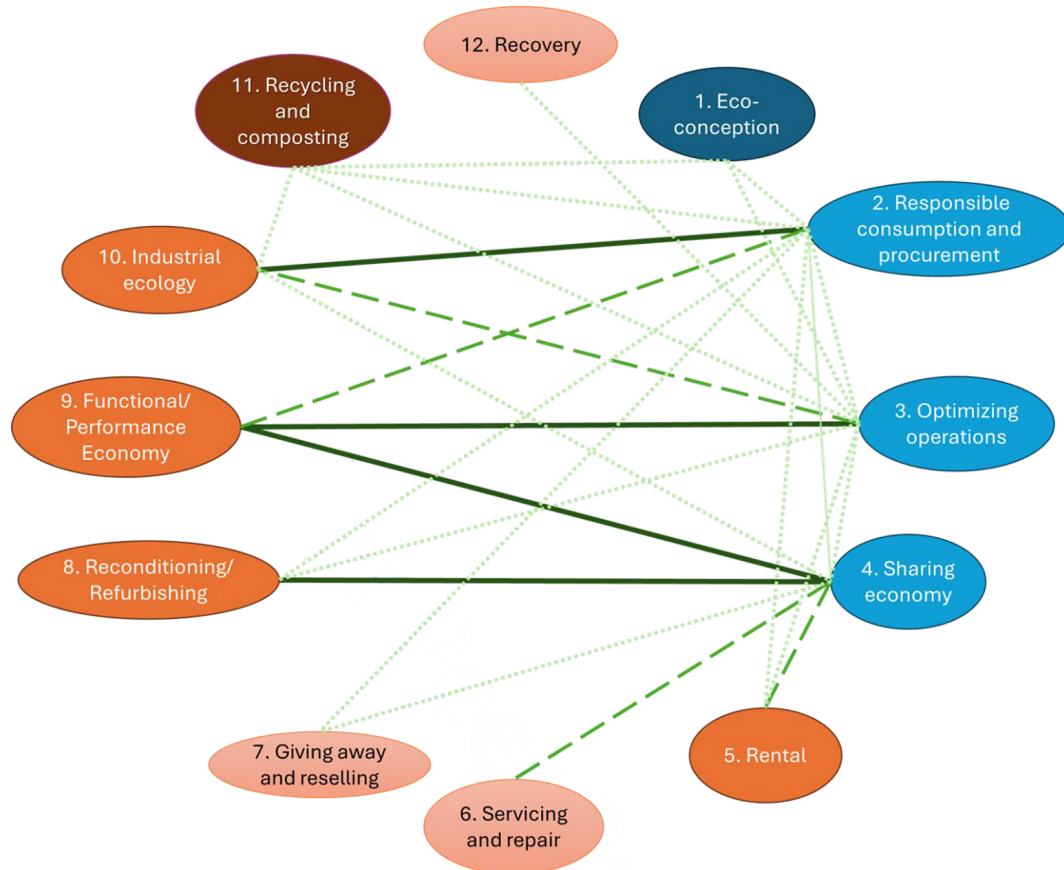 12. Recovery
11. Recycling
and
composting
1. Eco-
conception
2. Responsible
consumption and
procurement
10. Industrial
ecology
9. Functional/
Performance
Economy
3. Optimizing
operations
8. Reconditioning/
Refurbishing
4. Sharing
economy
7. Giving away
and reselling
5. Rental
6. Servicing
and repair